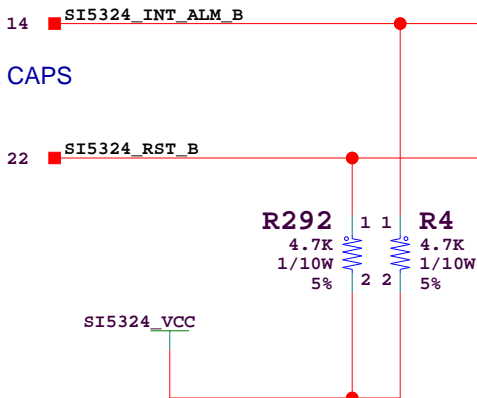 14 SI5324_INT_ALM_B
CAPS
22 SI5324_RST_B
R292 1 1 R4
4.7K 4.7K
1/10W 1/10W
5% 2 2 5%
SI5324_VCC